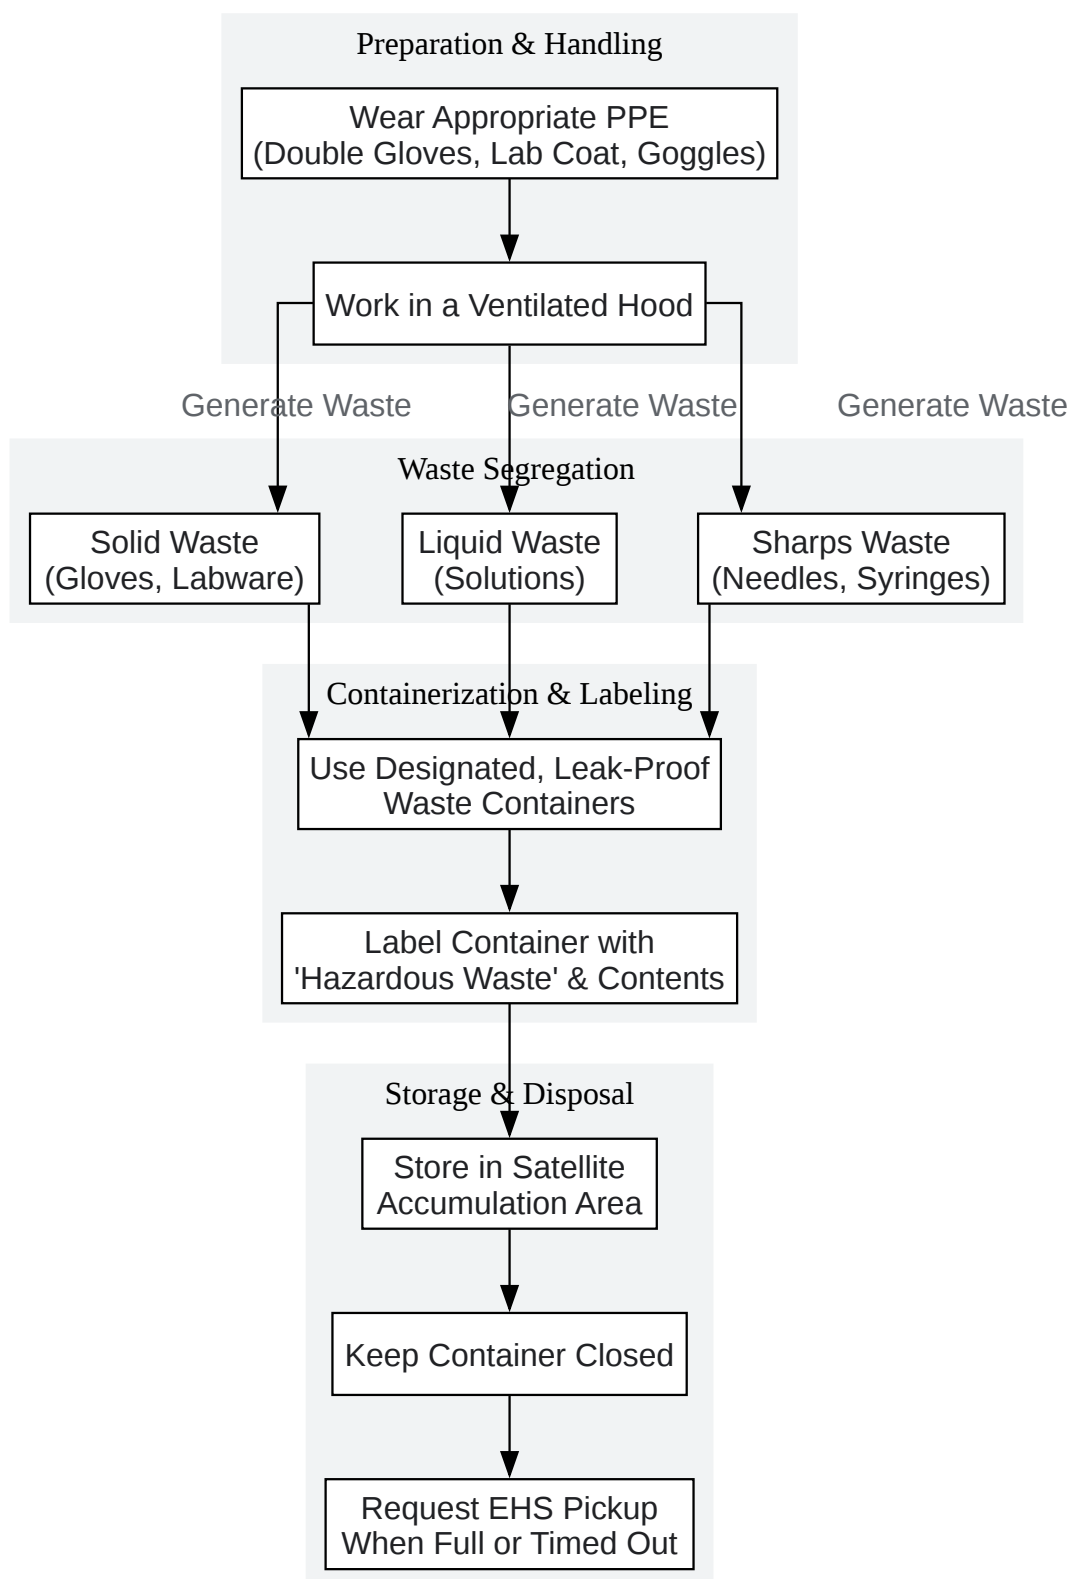 Preparation & Handling
Wear Appropriate PPE
(Double Gloves, Lab Coat, Goggles)
Work in a Ventilated Hood
Generate Waste
Generate Waste
Generate Waste
Waste Segregation
Solid Waste
(Gloves, Labware)
Liquid Waste
(Solutions)
Sharps Waste
(Needles, Syringes)
Containerization & Labeling
Use Designated, Leak-Proof
Waste Containers
Label Container with
'Hazardous Waste' & Contents
Storage & Disposal
Store in Satellite
Accumulation Area
Keep Container Closed
Request EHS Pickup
When Full or Timed Out